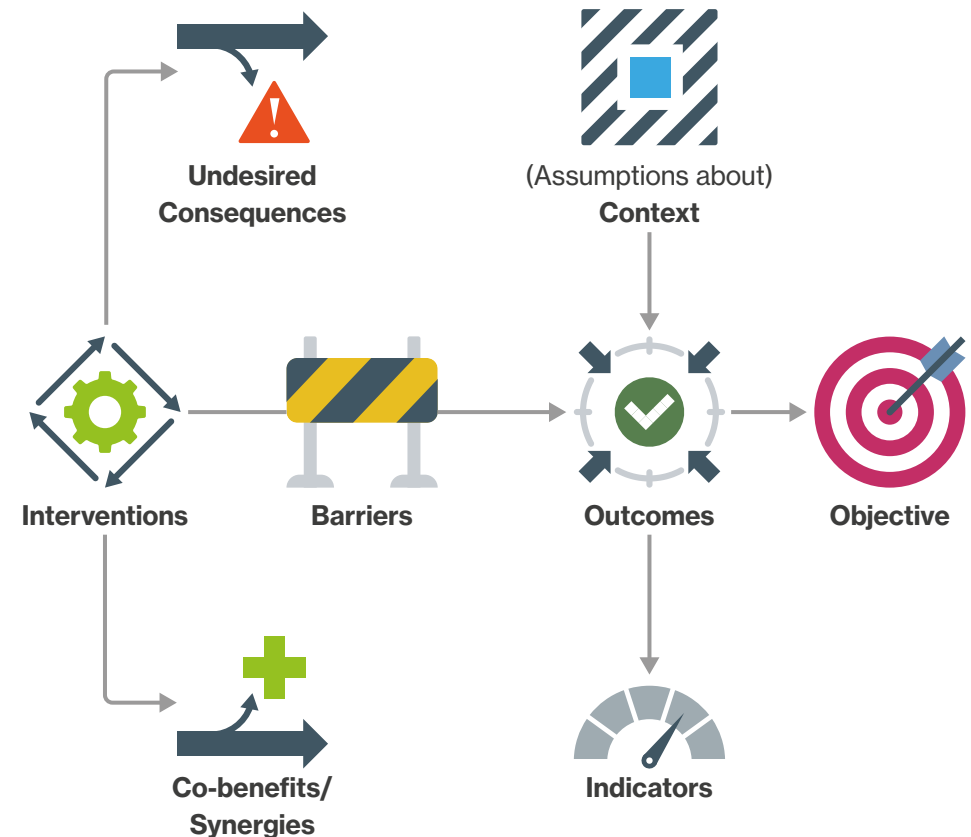 Undesired
Consequences
(Assumptions about)
Context
Interventions
Barriers
Outcomes
Objective
Co-benefits/
Synergies
Indicators